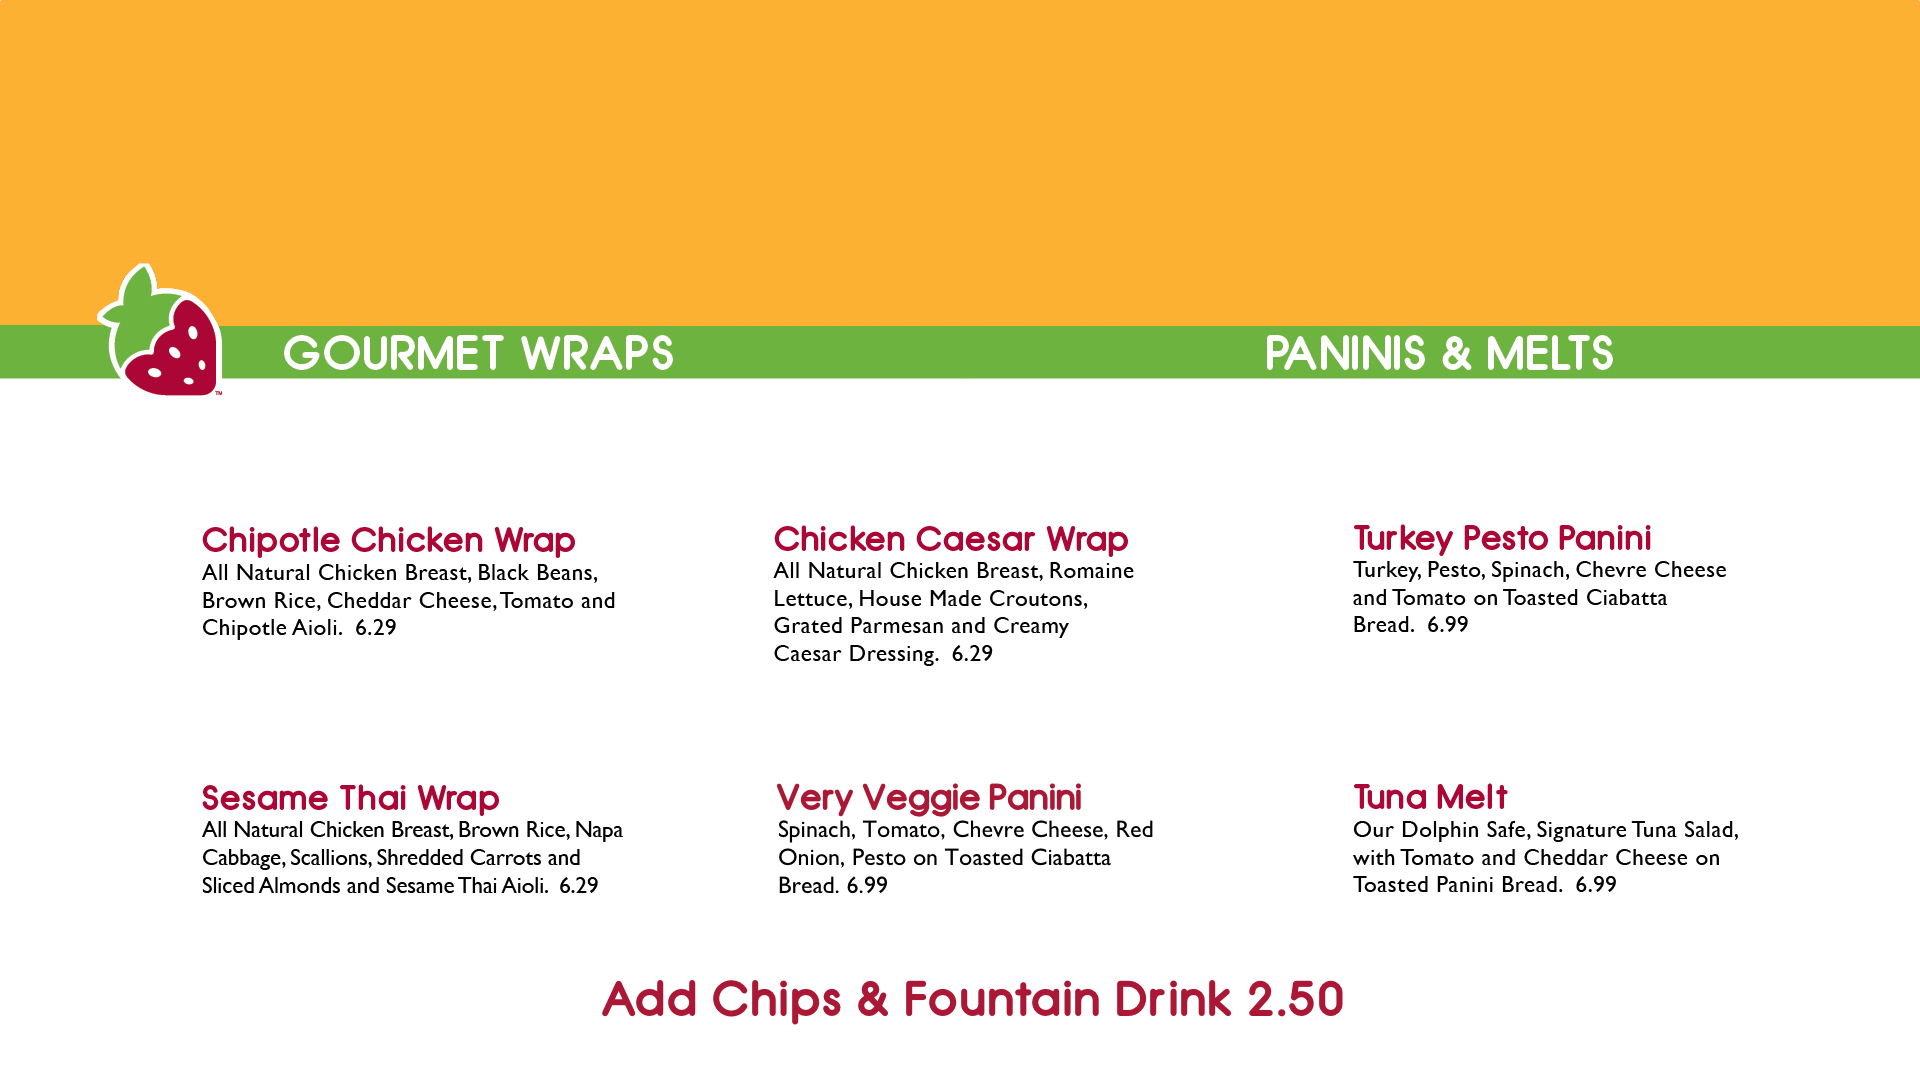 GOURMET WRAPS
PANINIS & MELTS
Chipotle Chicken Wrap
All Natural Chicken Breast, Black Beans,
Brown Rice, Cheddar Cheese, Tomato and
Chipotle Aioli. 6.29
Chicken Caesar Wrap
All Natural Chicken Breast, Romaine
Lettuce, House Made Croutons,
Grated Parmesan and Creamy
Caesar Dressing. 6.29
Turkey Pesto Panini
Turkey, Pesto, Spinach, Chevre Cheese
and Tomato on Toasted Ciabatta
Bread. 6.99
Sesame Thai Wrap
All Natural Chicken Breast, Brown Rice, Napa
Cabbage, Scallions, Shredded Carrots and
Sliced Almonds and Sesame Thai Aioli. 6.29
Very Veggie Panini
Spinach, Tomato, Chevre Cheese, Red
Onion, Pesto on Toasted Ciabatta
Bread. 6.99
Tuna Melt
Our Dolphin Safe, Signature Tuna Salad,
with Tomato and Cheddar Cheese on
Toasted Panini Bread. 6.99
Add Chips & Fountain Drink 2.50
TM